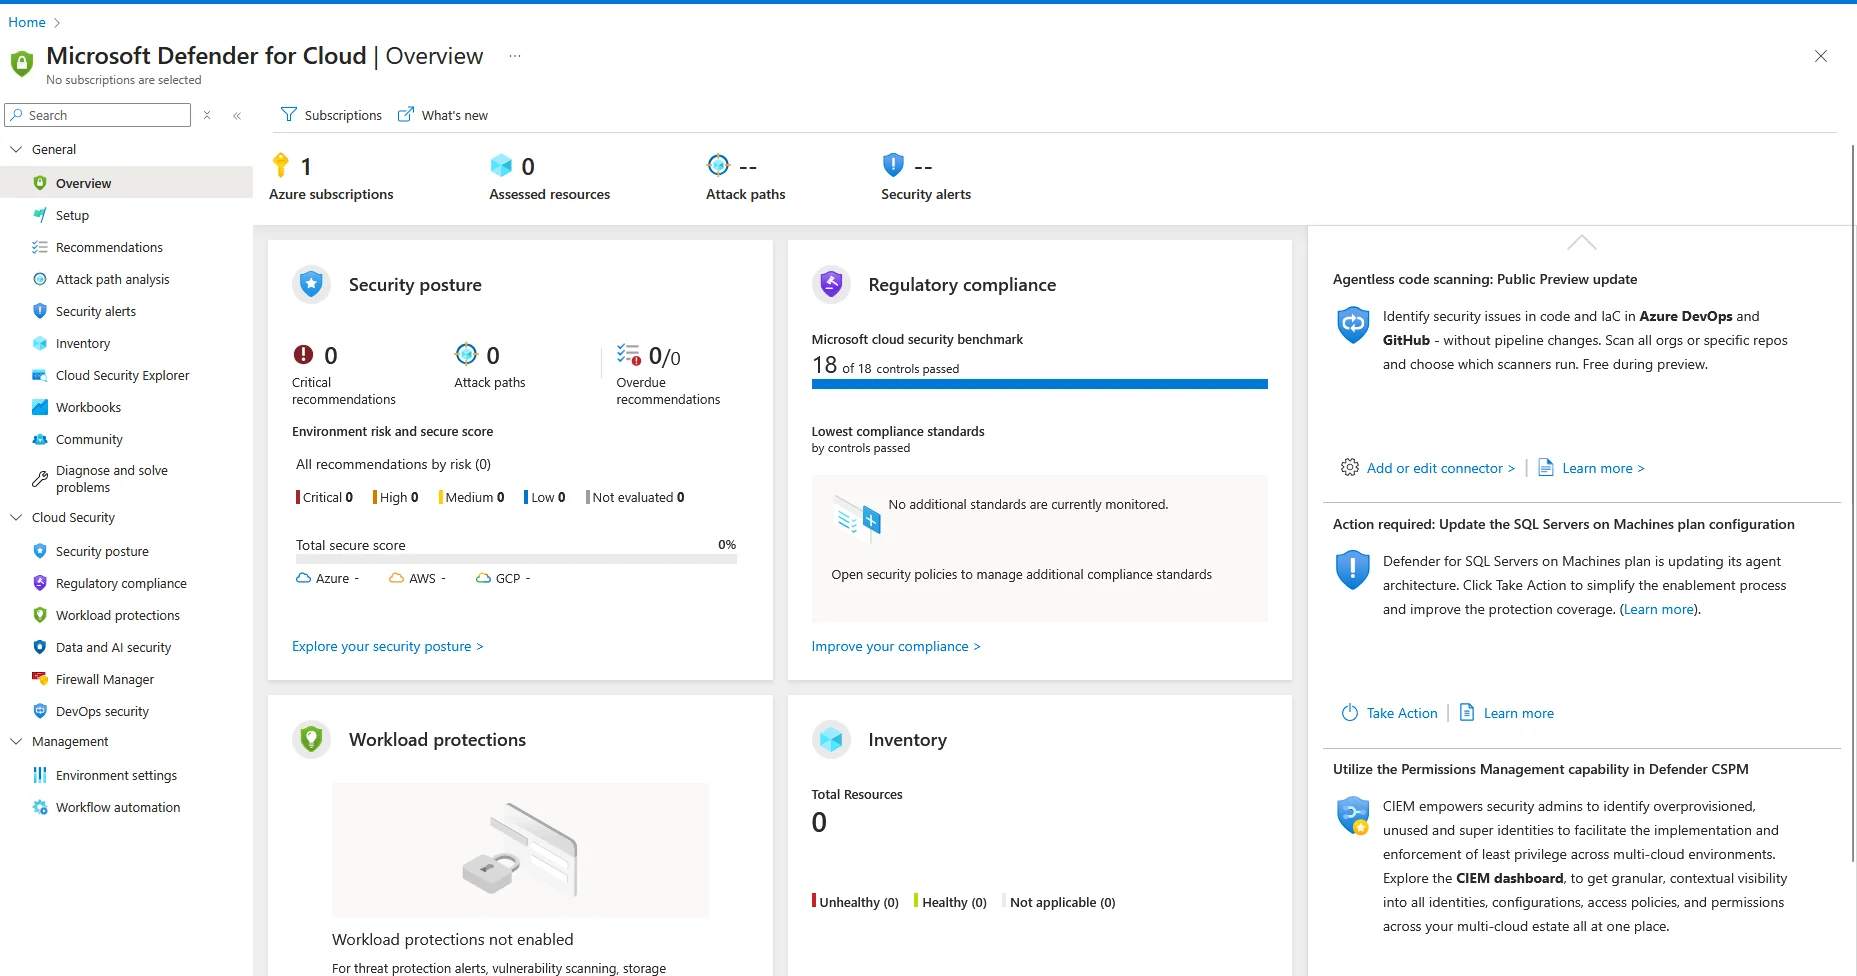 Home
Microsoft Defender for Cloud | Overview ...
No subscriptions are selected
Search
General
Overview
Setup
Recommendations
Attack path analysis
Security alerts
Inventory
Cloud Security Explorer
Workbooks
Community
Diagnose and solve
problems
Cloud Security
Security posture
Regulatory compliance
Workload protections
Data and AI security
Firewall Manager
DevOps security
Management
Environment settings
Workflow automation
Subscriptions What's new
1
Azure subscriptions
0
Assessed resources
--
Attack paths
--
Security alerts
Security posture
0
Critical
recommendations
0
Attack paths
0/0
Overdue
recommendations
Environment risk and secure score
All recommendations by risk (0)
Critical 0 High 0 Medium 0 Low 0 Not evaluated 0
Total secure score 0%
Azure - AWS - GCP -
Explore your security posture >
Regulatory compliance
Microsoft cloud security benchmark
18 of 18 controls passed
Lowest compliance standards
by controls passed
No additional standards are currently monitored.
Open security policies to manage additional compliance standards
Improve your compliance >
Workload protections
Workload protections not enabled
For threat protection alerts, vulnerability scanning, storage
Inventory
Total Resources
0
Unhealthy (0) Healthy (0) Not applicable (0)
Agentless code scanning: Public Preview update
Identify security issues in code and IaC in Azure DevOps and
GitHub - without pipeline changes. Scan all orgs or specific repos
and choose which scanners run. Free during preview.
Add or edit connector > | Learn more >
Action required: Update the SQL Servers on Machines plan configuration
Defender for SQL Servers on Machines plan is updating its agent
architecture. Click Take Action to simplify the enablement process
and improve the protection coverage. (Learn more).
Take Action | Learn more
Utilize the Permissions Management capability in Defender CSPM
CIEM empowers security admins to identify overprovisioned,
unused and super identities to facilitate the implementation and
enforcement of least privilege across multi-cloud environments.
Explore the CIEM dashboard, to get granular, contextual visibility
into all identities, configurations, access policies, and permissions
across your multi-cloud estate all at one place.